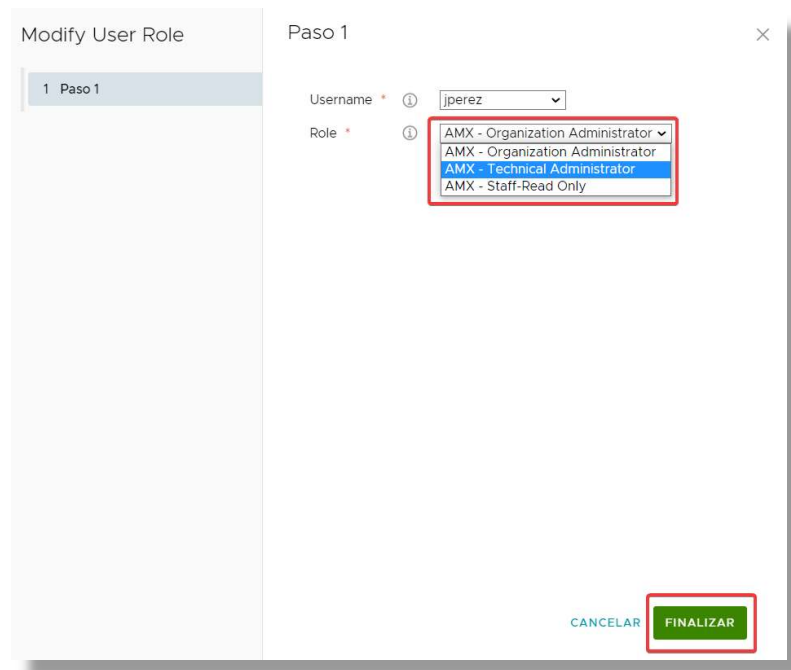 Modify User Role
1 Paso 1
Paso 1
Username * jperez
Role * AMX - Organization Administrator
AMX - Organization Administrator
AMX - Technical Administrator
AMX - Staff-Read Only
CANCELAR FINALIZAR